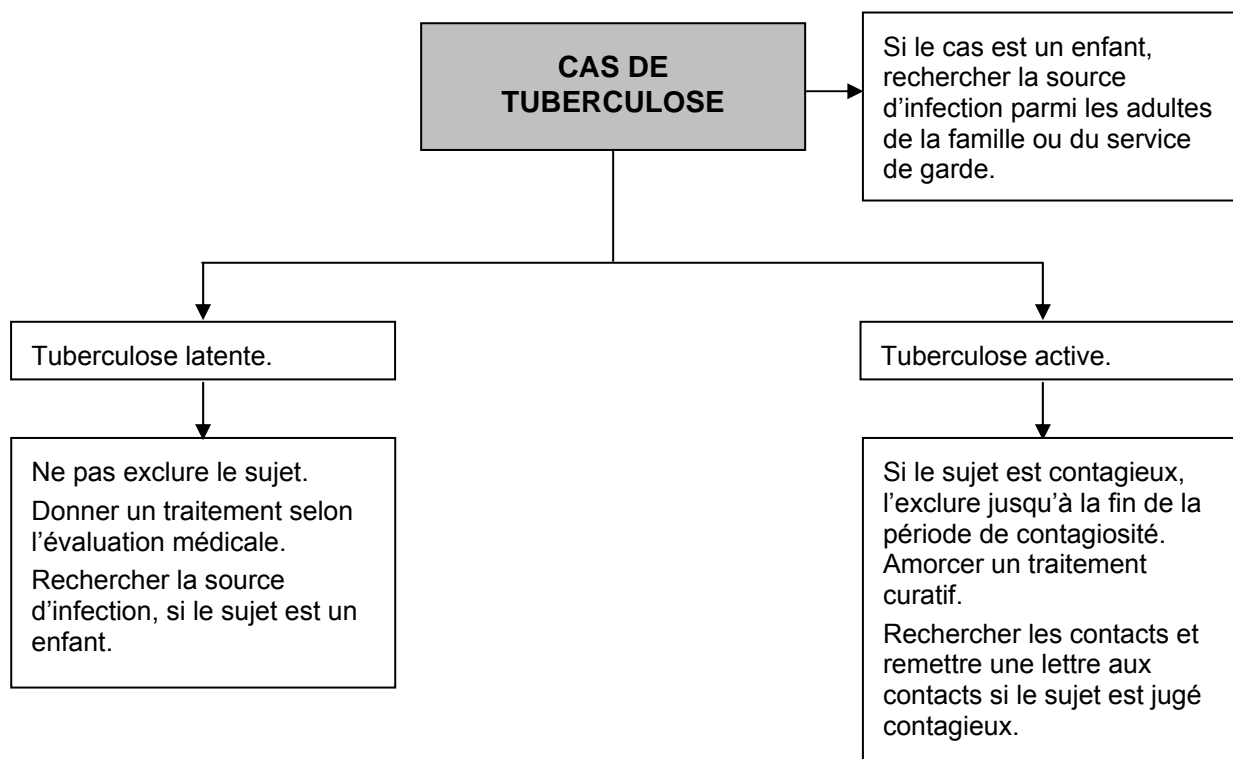 CAS DE
TUBERCULOSE
Si le cas est un enfant,
rechercher la source
d’infection parmi les adultes
de la famille ou du service
de garde.
Tuberculose latente.
Ne pas exclure le sujet.
Donner un traitement selon
l’évaluation médicale.
Rechercher la source
d’infection, si le sujet est un
enfant.
Tuberculose active.
Si le sujet est contagieux,
l’exclure jusqu’à la fin de la
période de contagiosité.
Amorcer un traitement
curatif.
Rechercher les contacts et
remettre une lettre aux
contacts si le sujet est jugé
contagieux.